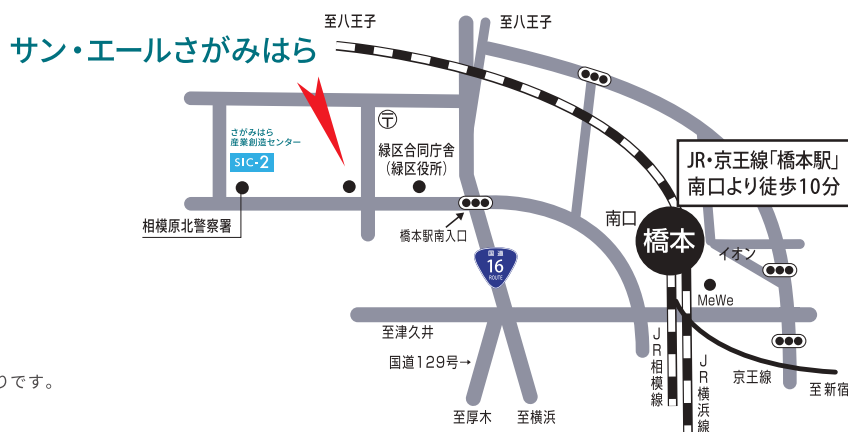 至八王子
至八王子
サン・エールさがみはら
さがみはら
産業創造センター
SIC-2
〒
緑区合同庁舎
(緑区役所)
JR・京王線「橋本駅」
南口より徒歩10分
相模原北警察署
橋本駅南入口
南口
橋本
イオン
国道
16
ROUTE
MeWe
至津久井
国道129号→
JR相模線
JR横浜線
京王線
至新宿
りです。
至厚木
至横浜